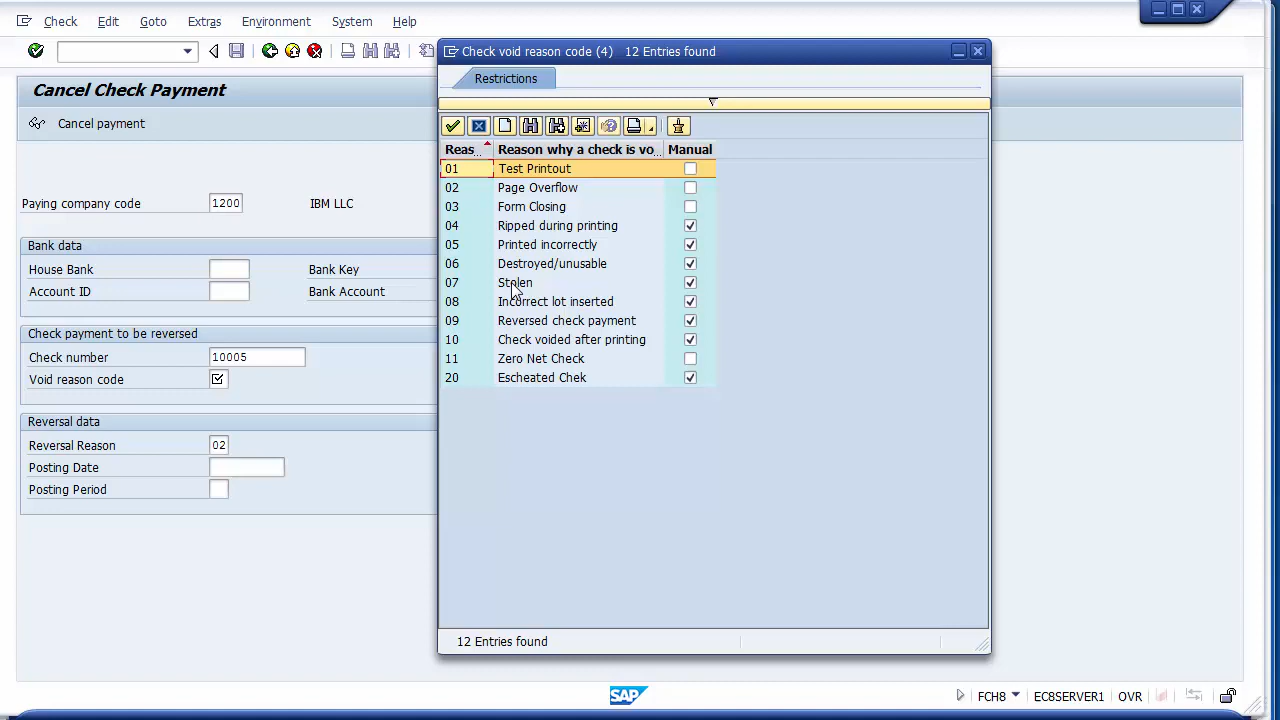 Check Edit Goto Extras Environment System Help
Check void reason code (4) 12 Entries found
Restrictions
Cancel Check Payment
Cancel payment
Reas... Reason why a check is vo... Manual
01 Test Printout
02 Page Overflow
03 Form Closing
04 Ripped during printing
05 Printed incorrectly
06 Destroyed/unusable
07 Stolen
08 Incorrect lot inserted
09 Reversed check payment
10 Check voided after printing
11 Zero Net Check
20 Escheated Chek
12 Entries found
Paying company code 1200 IBM LLC
Bank data
House Bank Bank Key
Account ID Bank Account
Check payment to be reversed
Check number 10005
Void reason code
Reversal data
Reversal Reason 02
Posting Date
Posting Period
SAP FCH8 EC8SERVER1 OVR